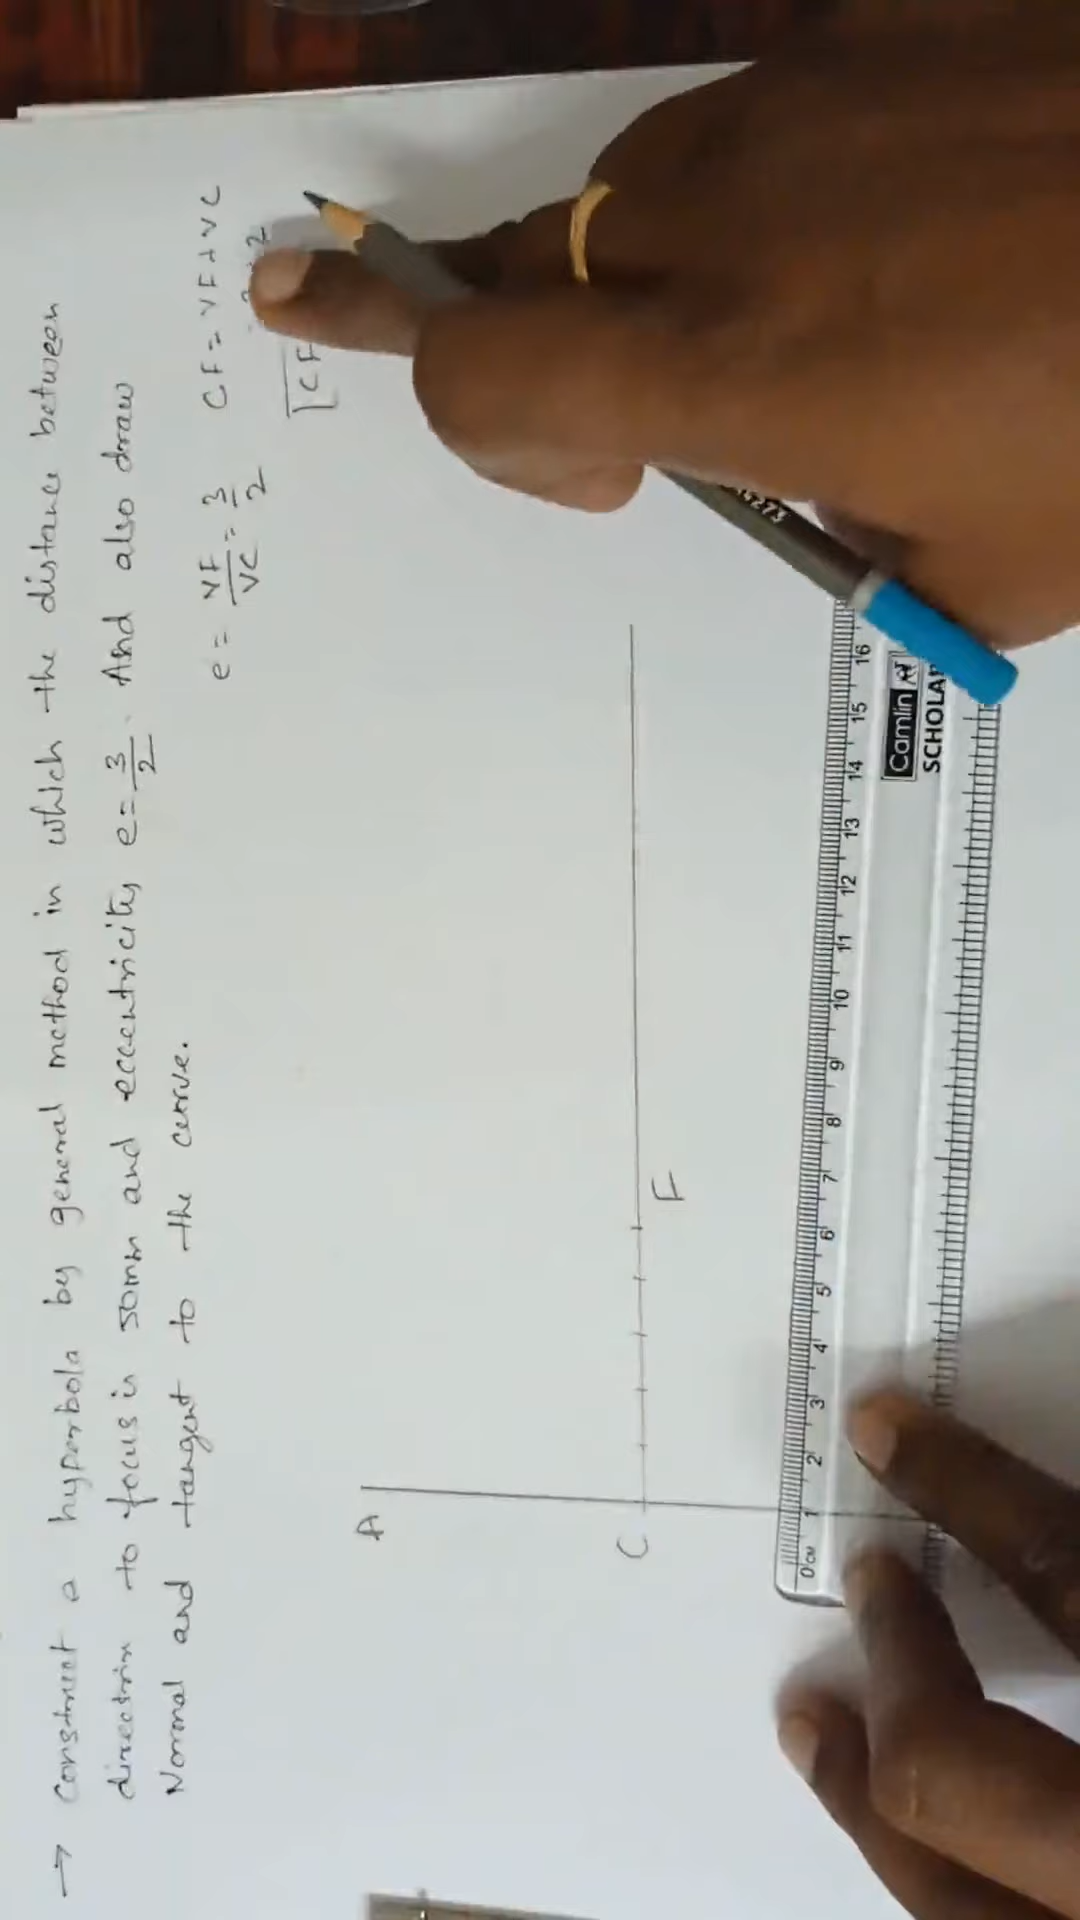 → Construct a hyperbola by general method in which the distance between
directrix to focus is 50mm and eccentricity e=3/2. And also draw
Normal and tangent to the curve.
e = VF/VC = 3/2 CF = VF+VC
CF
A
C
F
0 CM 1 2 3 4 5 6 7 8 9 10 11 12 13 14 15 16
Camlin